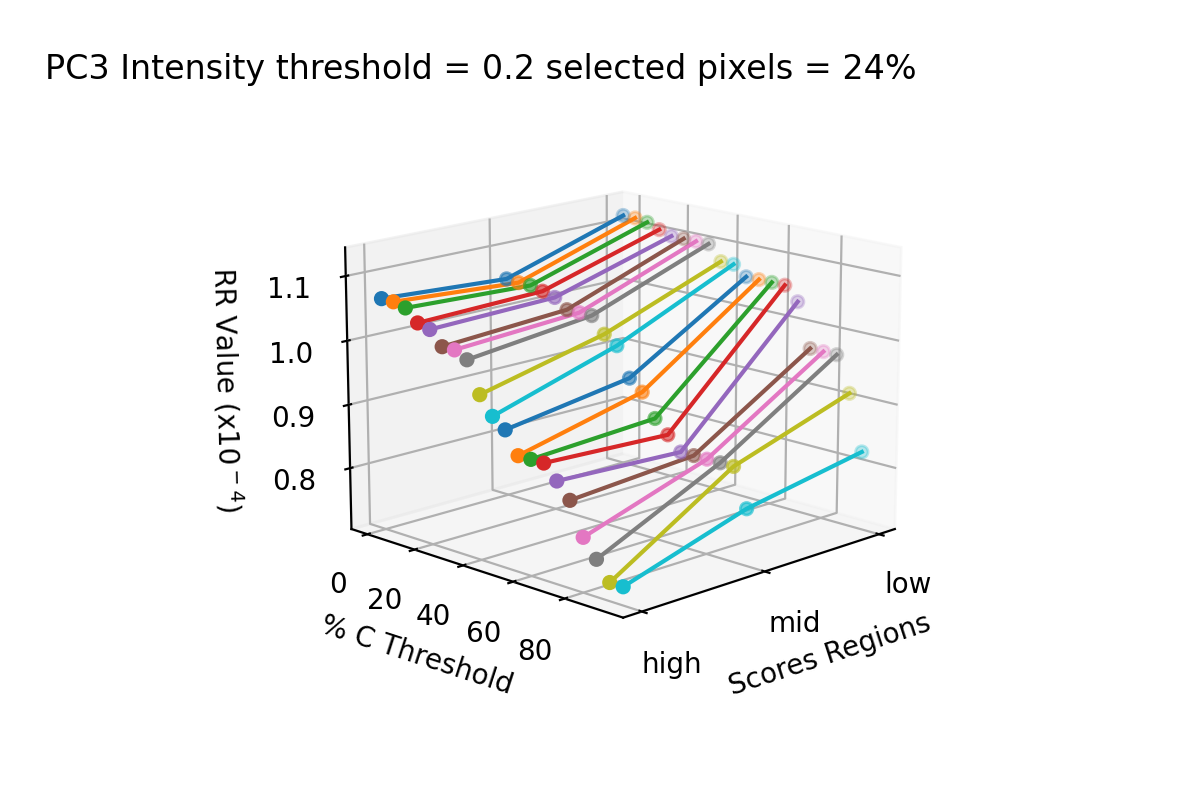 PC3 Intensity threshold = 0.2 selected pixels = 24%
RR Value (x10⁻⁴)
1.1
1.0
0.9
0.8
0
20
40
60
80
% C Threshold
high
mid
low
Scores Regions